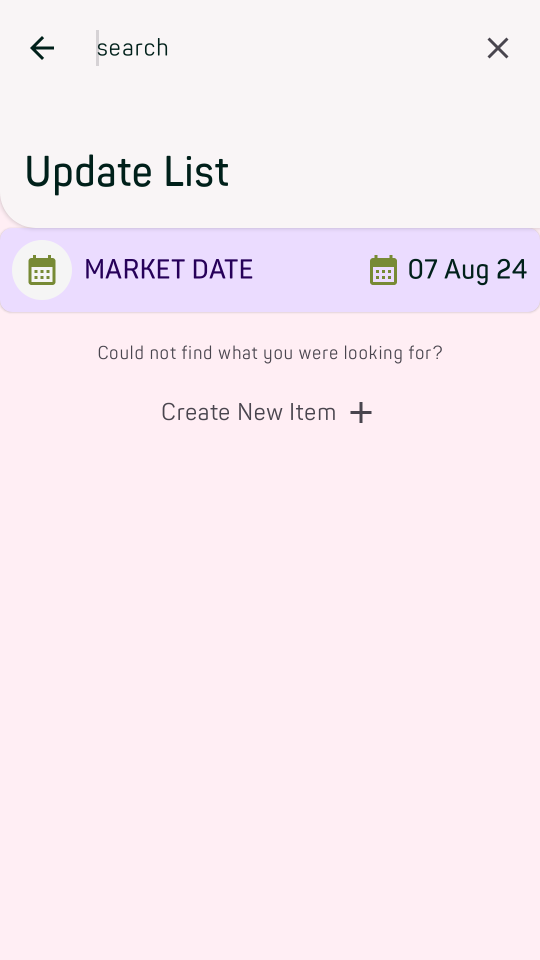 search
Update List
MARKET DATE 07 Aug 24
Could not find what you were looking for?
Create New Item